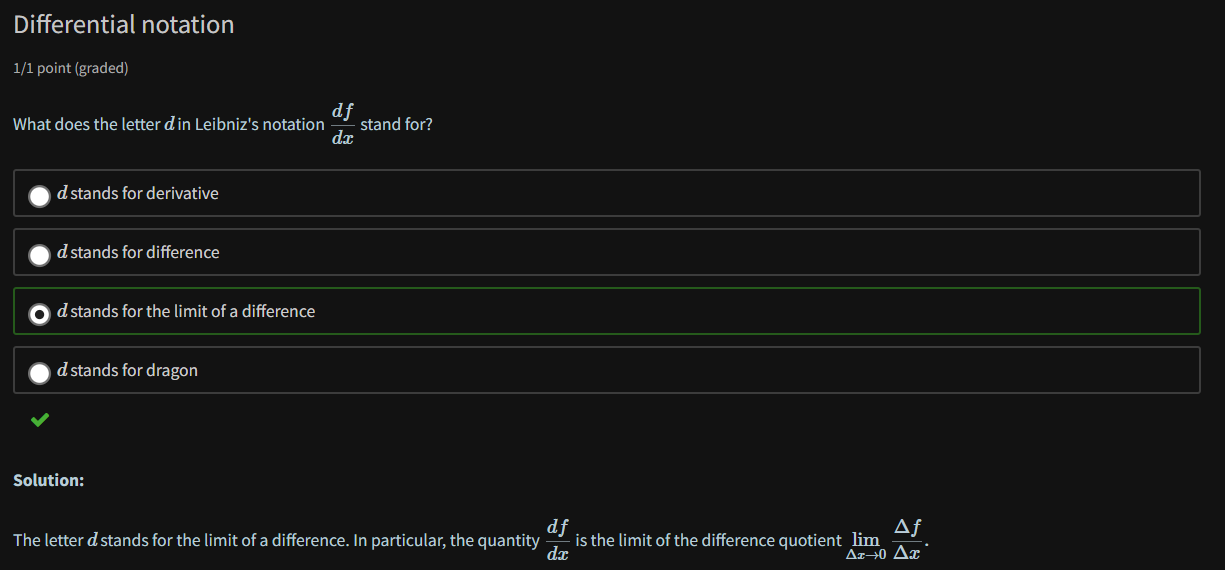 Differential notation
1/1 point (graded)
What does the letter d in Leibniz's notation df/dx stand for?
d stands for derivative
d stands for difference
d stands for the limit of a difference
d stands for dragon
Solution:
The letter d stands for the limit of a difference. In particular, the quantity df/dx is the limit of the difference quotient lim Δx→0 Δf/Δx.